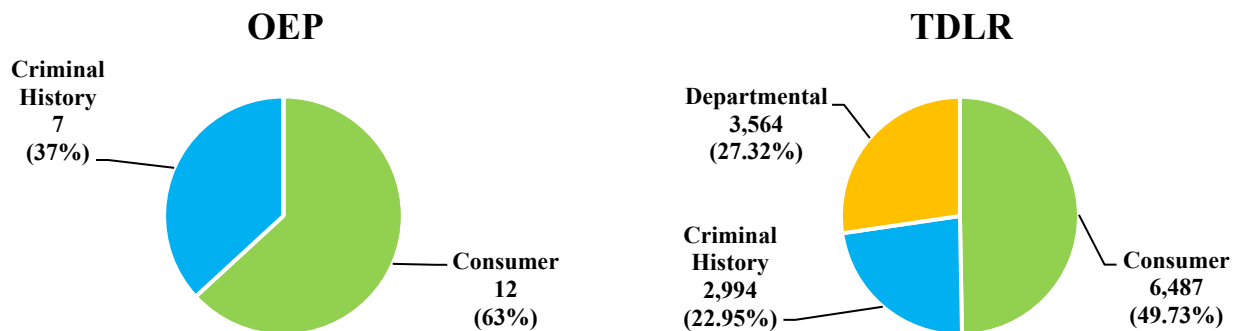 OEP
Criminal
History
7
(37%)
Consumer
12
(63%)
TDLR
Departmental
3,564
(27.32%)
Criminal
History
2,994
(22.95%)
Consumer
6,487
(49.73%)